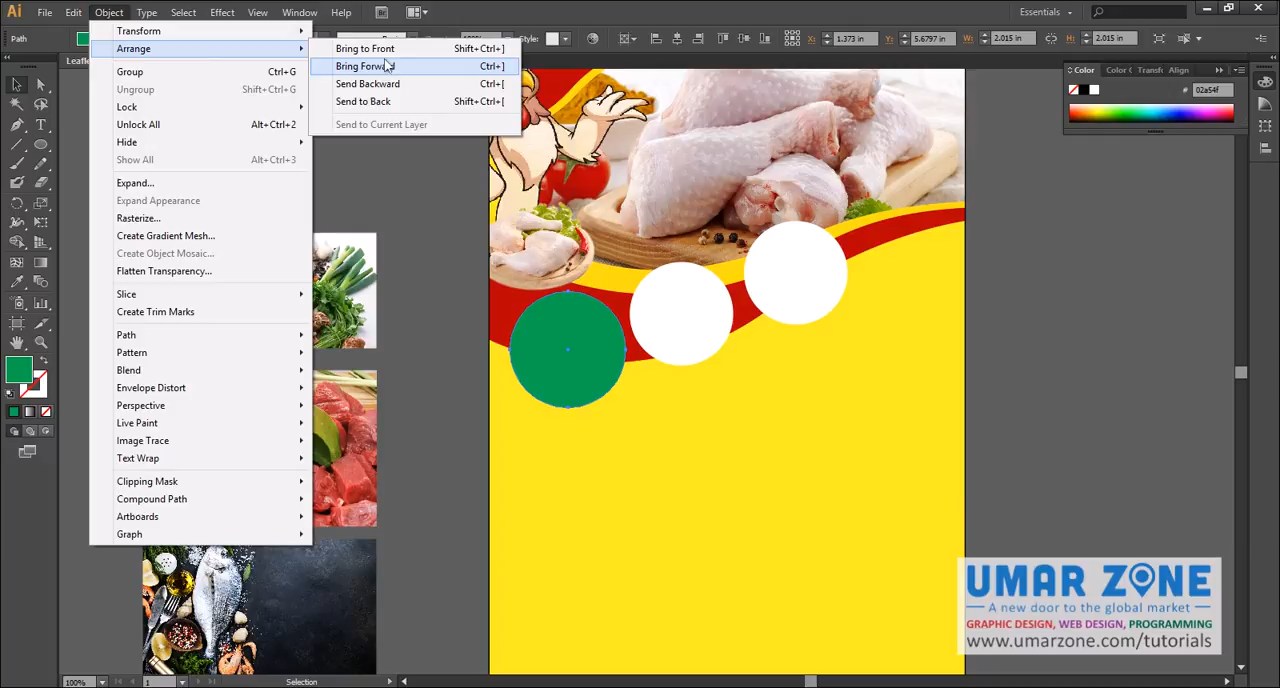 Ai File Edit Object Type Select Effect View Window Help Br Essentials
Path Style: X: 1.373 in Y: 5.6797 in W: 2.015 in H: 2.015 in
Transform
Arrange
Group Ctrl+G
Ungroup Shift+Ctrl+G
Lock
Unlock All Alt+Ctrl+2
Hide
Show All Alt+Ctrl+3
Expand...
Expand Appearance
Rasterize...
Create Gradient Mesh...
Create Object Mosaic...
Flatten Transparency...
Slice
Create Trim Marks
Path
Pattern
Blend
Envelope Distort
Perspective
Live Paint
Image Trace
Text Wrap
Clipping Mask
Compound Path
Artboards
Graph
Bring to Front Shift+Ctrl+]
Bring Forward Ctrl+]
Send Backward Ctrl+[
Send to Back Shift+Ctrl+[
Send to Current Layer
Color Color Transf Align
# 02a54f
UMAR ZONE
A new door to the global market
GRAPHIC DESIGN, WEB DESIGN, PROGRAMMING
www.umarzone.com/tutorials
100% 1 Selection